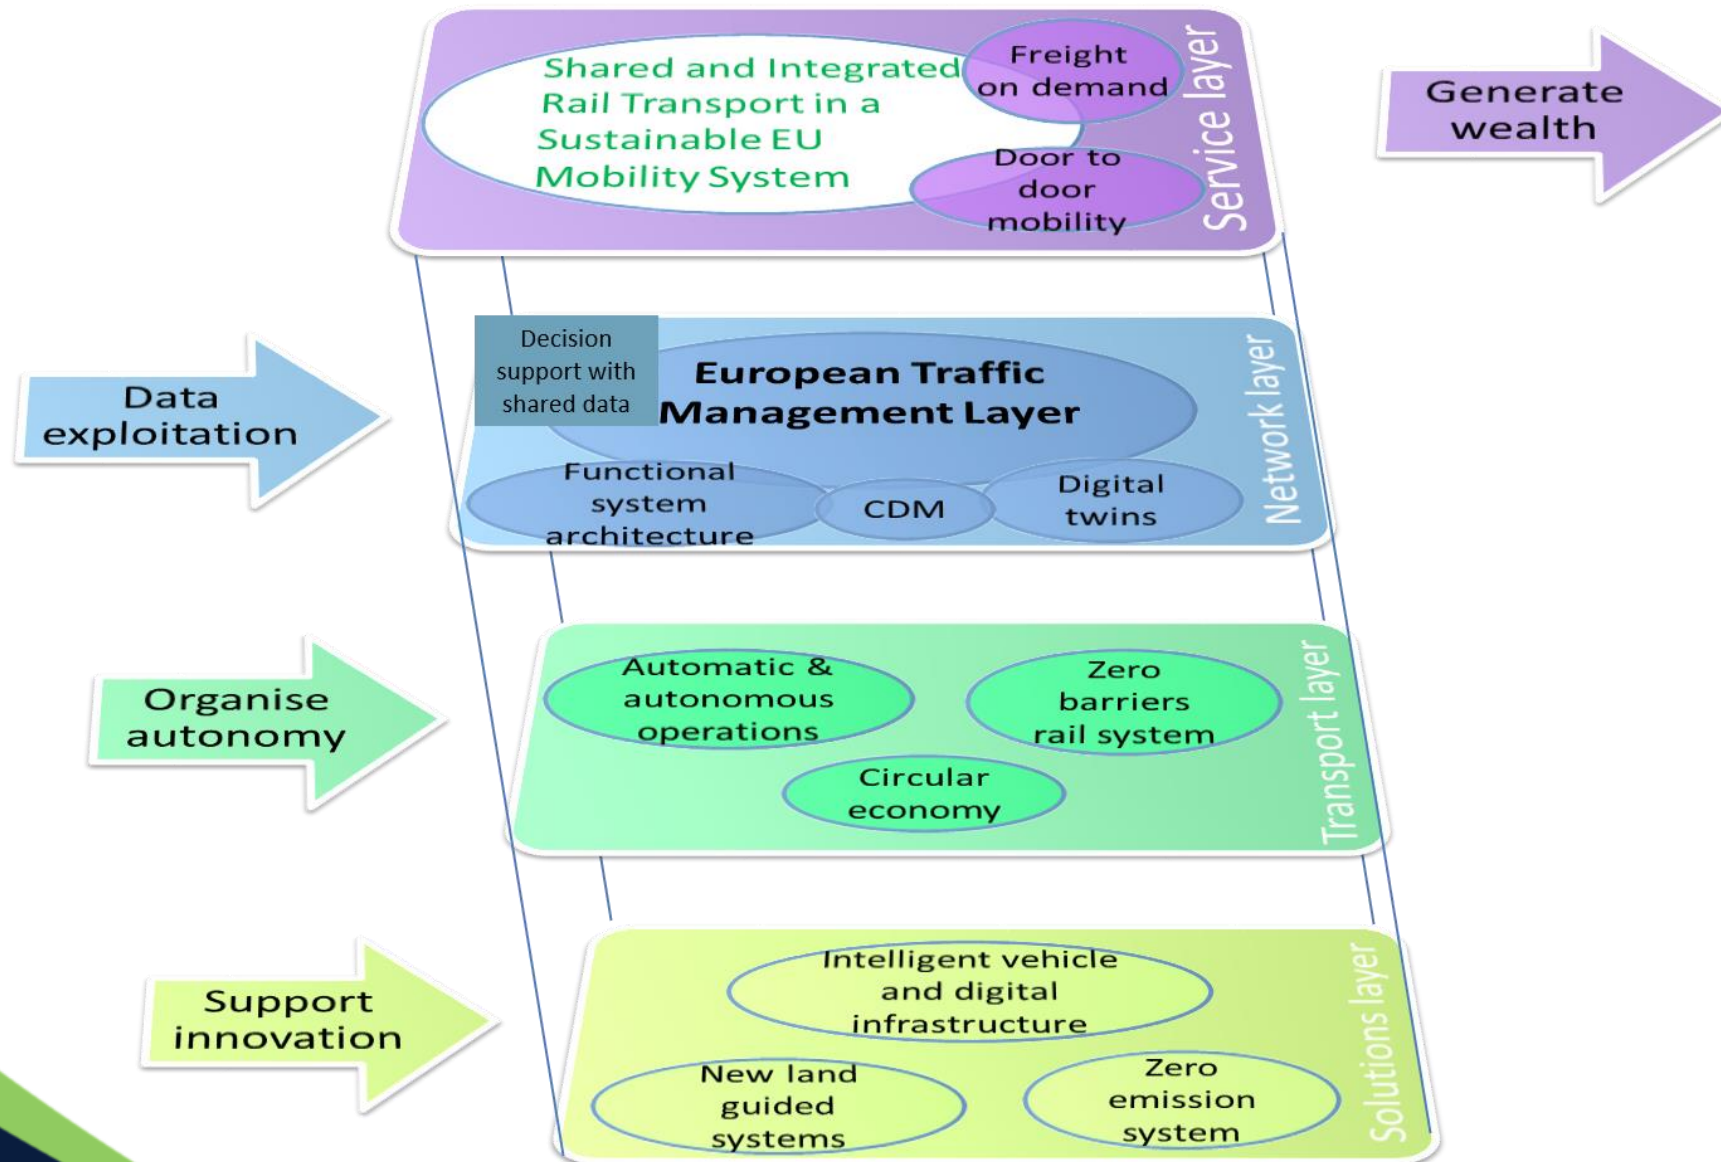 Shared and Integrated
Rail Transport in a
Sustainable EU
Mobility System
Freight
on demand
Door to
door
mobility
Service layer
Generate
wealth
Data
exploitation
Decision
support with
shared data
European Traffic
Management Layer
Functional
system
architecture
CDM
Digital
twins
Network layer
Organise
autonomy
Automatic &
autonomous
operations
Zero
barriers
rail system
Circular
economy
Transport layer
Support
innovation
Intelligent vehicle
and digital
infrastructure
New land
guided
systems
Zero
emission
system
Solutions layer